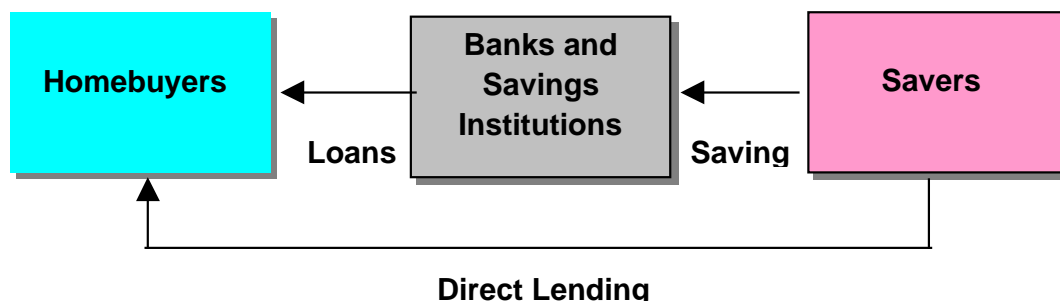 Homebuyers
Banks and
Savings
Institutions
Savers
Loans
Saving
Direct Lending